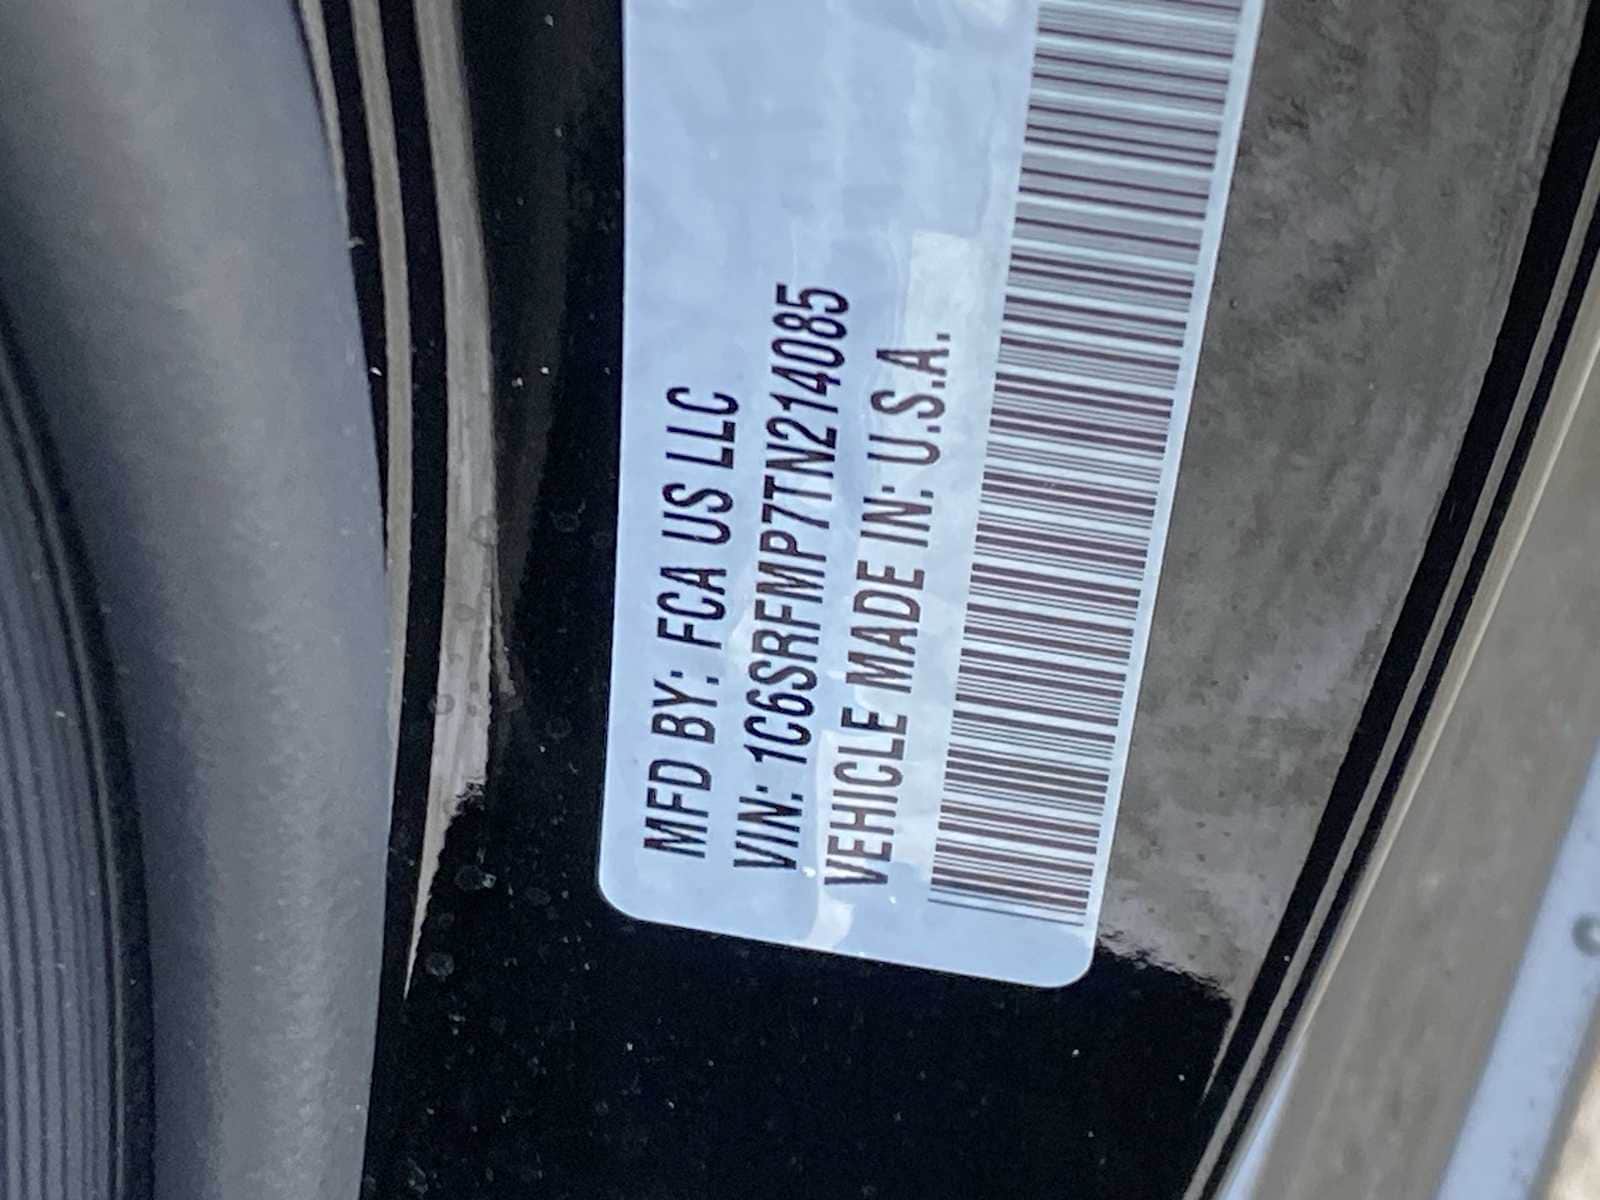 MFD BY: FCA US LLC
VIN: 1C6SRFMP7TN214085
VEHICLE MADE IN: U.S.A.